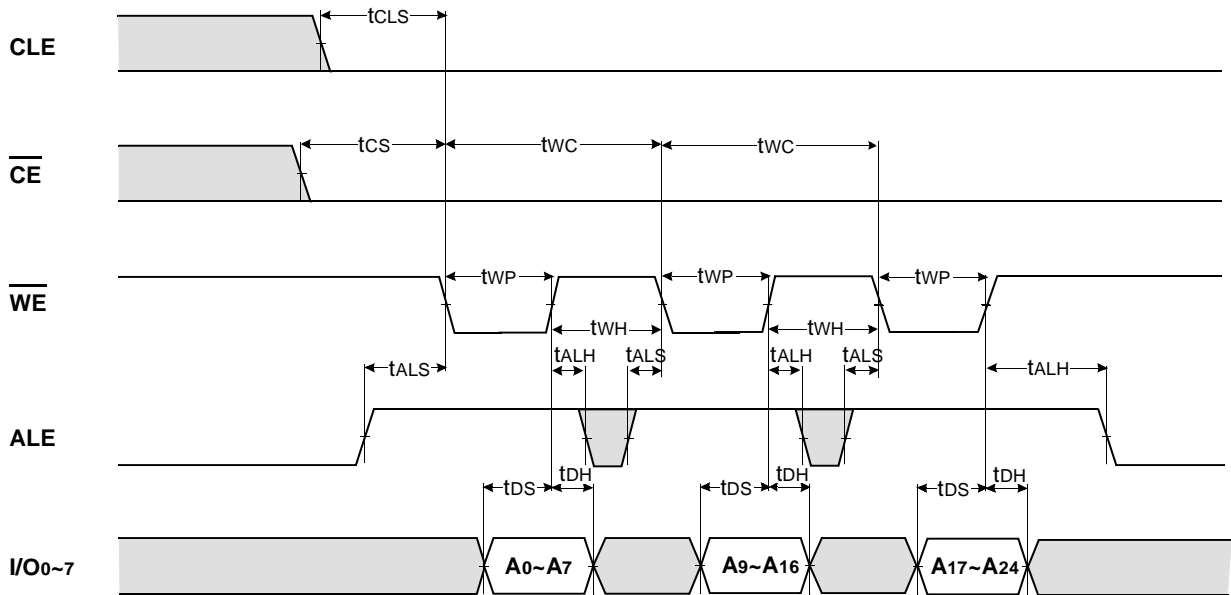 tCLS
CLE
tCS tWC tWC
CE
tWP tWP tWP
WE
tWH tWH
tALH tALS tALH tALS
tALS tALH
ALE
tDH tDH tDH
tDS tDS tDS
I/O0~7 A0~A7 A9~A16 A17~A24